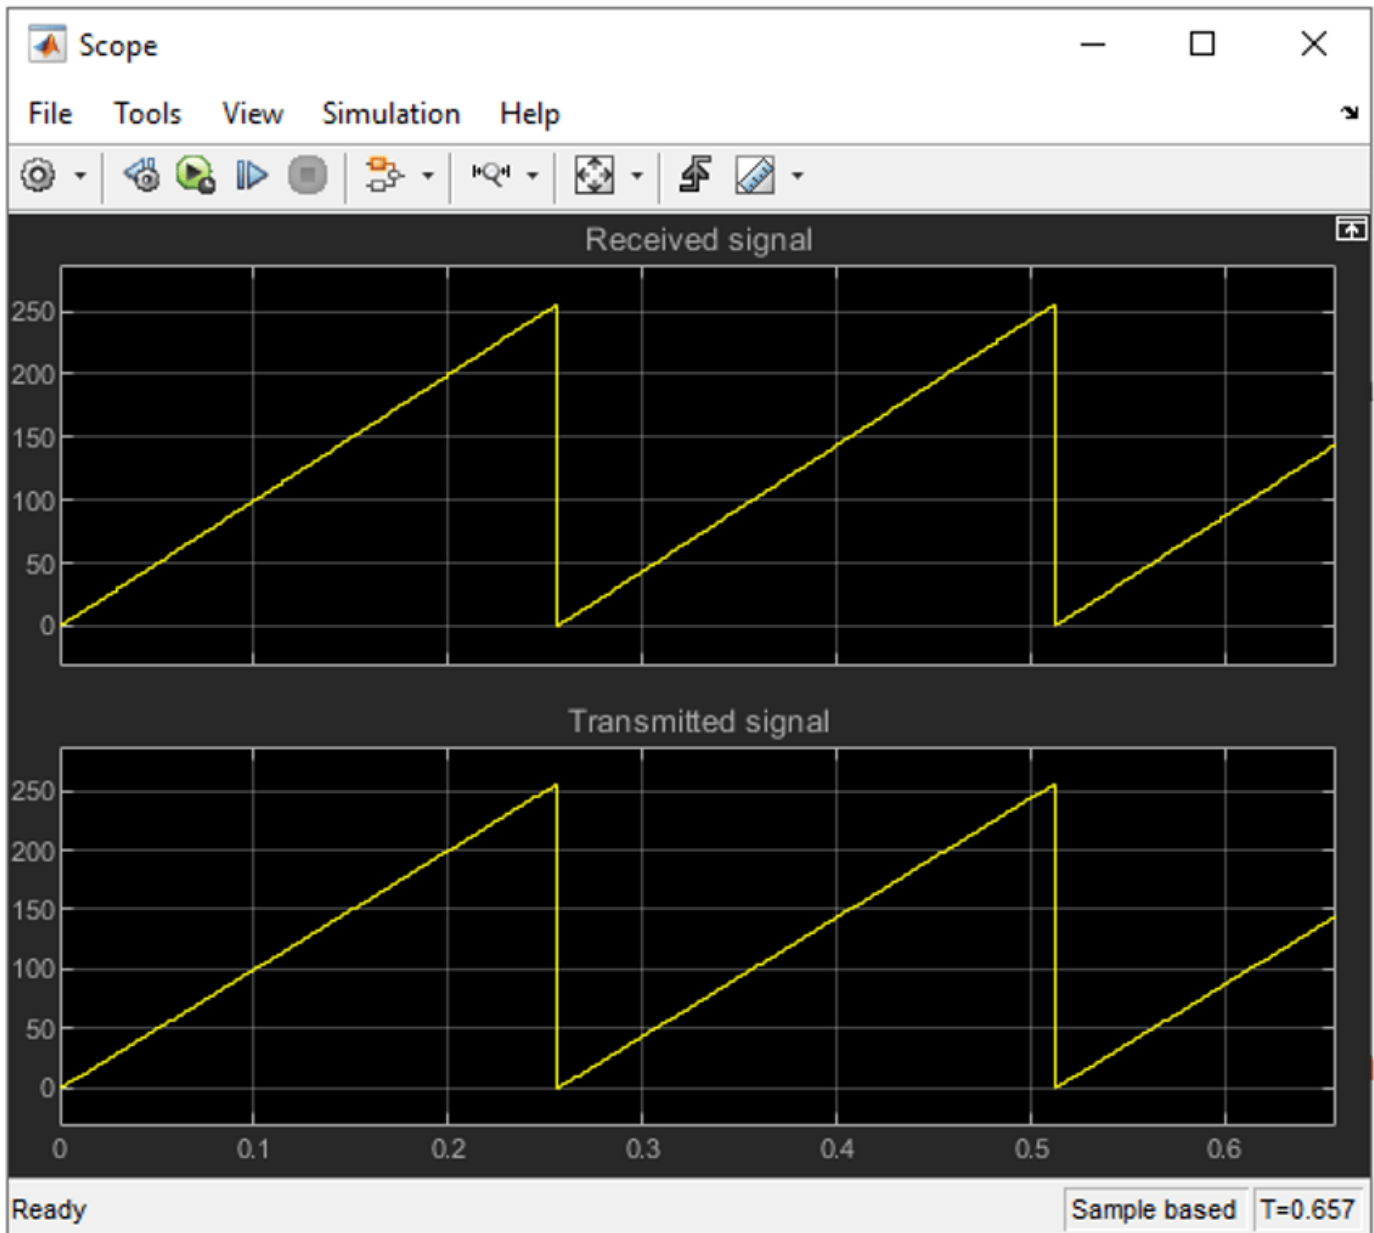 Scope
File Tools View Simulation Help
Received signal
250
200
150
100
50
0
Transmitted signal
250
200
150
100
50
0
0 0.1 0.2 0.3 0.4 0.5 0.6
Ready Sample based T=0.657